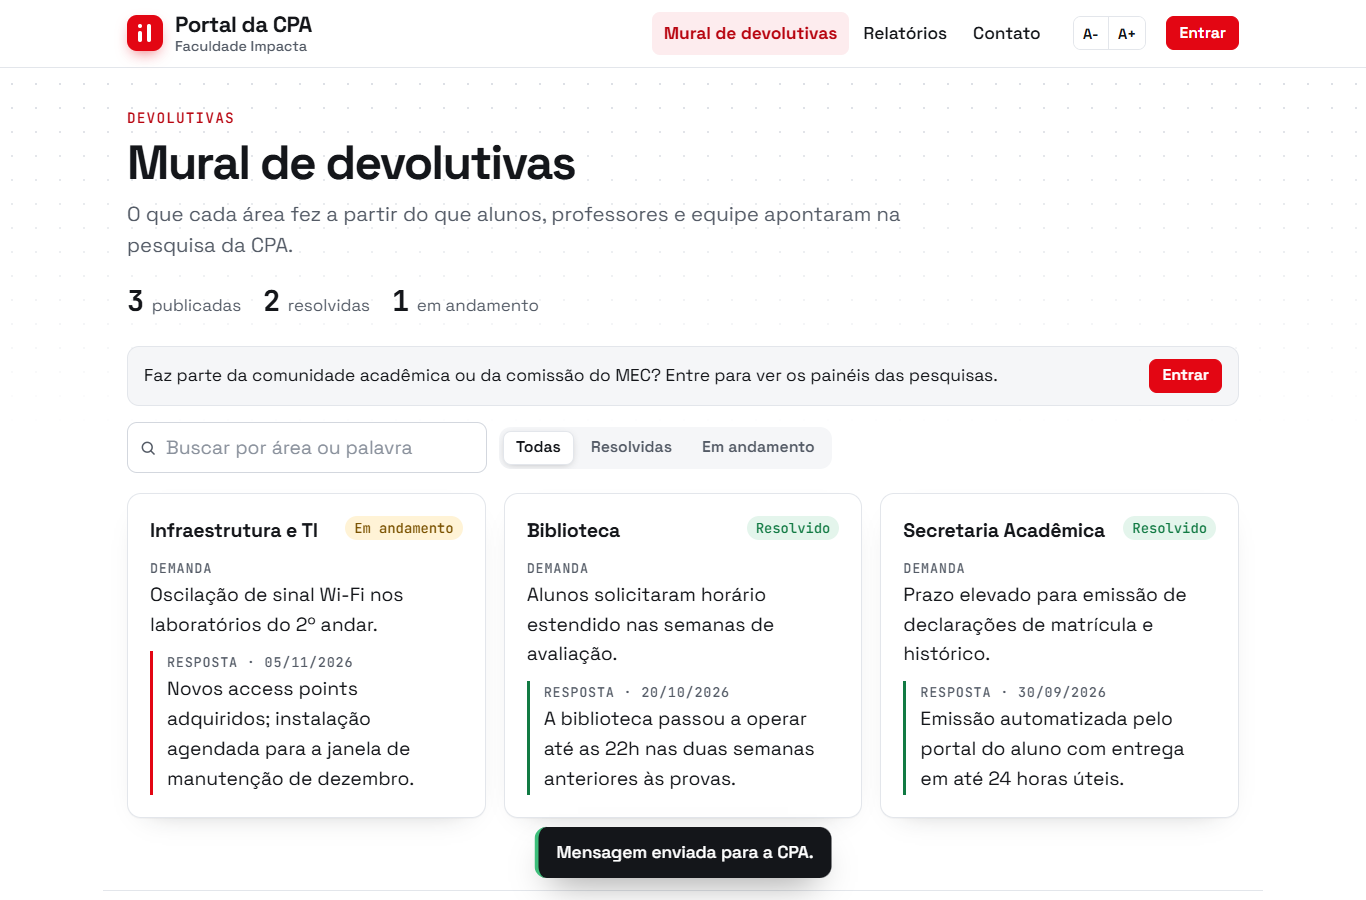 Portal da CPA
Faculdade Impacta
Mural de devolutivas
Relatórios
Contato
A-
A+
Entrar
DEVOLUTIVAS
Mural de devolutivas
O que cada área fez a partir do que alunos, professores e equipe apontaram na
pesquisa da CPA.
3 publicadas 2 resolvidas 1 em andamento
Faz parte da comunidade acadêmica ou da comissão do MEC? Entre para ver os painéis das pesquisas.
Entrar
Buscar por área ou palavra
Todas
Resolvidas
Em andamento
Infraestrutura e TI
Em andamento
DEMANDA
Oscilação de sinal Wi-Fi nos
laboratórios do 2º andar.
RESPOSTA · 05/11/2026
Novos access points
adquiridos; instalação
agendada para a janela de
manutenção de dezembro.
Biblioteca
Resolvido
DEMANDA
Alunos solicitaram horário
estendido nas semanas de
avaliação.
RESPOSTA · 20/10/2026
A biblioteca passou a operar
até as 22h nas duas semanas
anteriores às provas.
Secretaria Acadêmica
Resolvido
DEMANDA
Prazo elevado para emissão de
declarações de matrícula e
histórico.
RESPOSTA · 30/09/2026
Emissão automatizada pelo
portal do aluno com entrega
em até 24 horas úteis.
Mensagem enviada para a CPA.